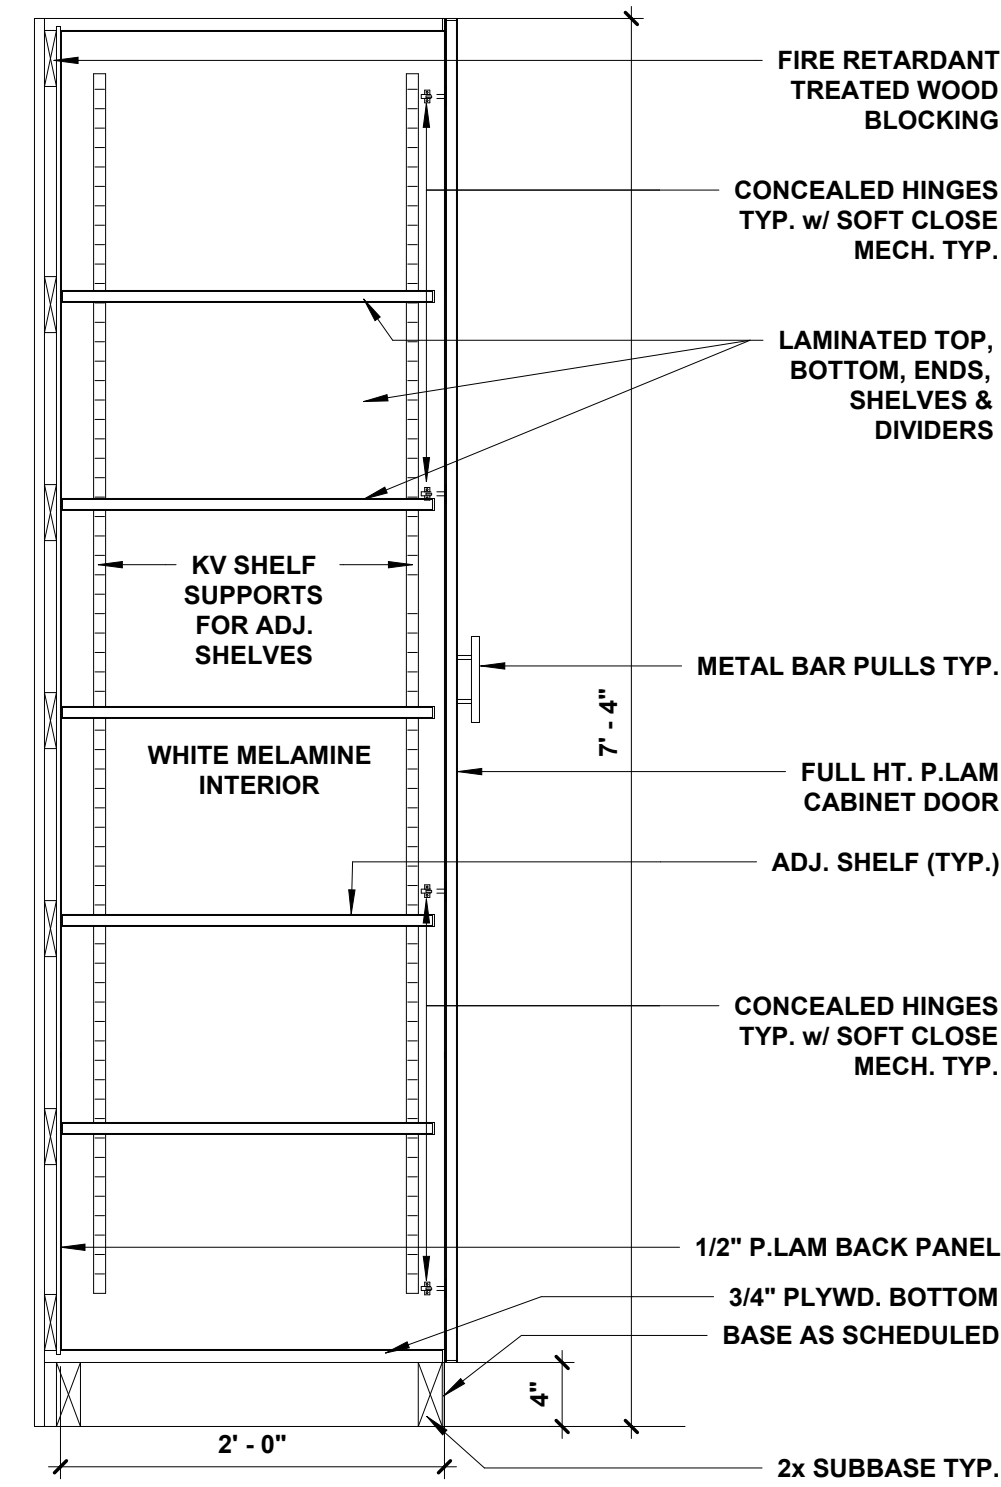 FIRE RETARDANT
TREATED WOOD
BLOCKING
CONCEALED HINGES
TYP. w/ SOFT CLOSE
MECH. TYP.
LAMINATED TOP,
BOTTOM, ENDS,
SHELVES &
DIVIDERS
KV SHELF
SUPPORTS
FOR ADJ.
SHELVES
METAL BAR PULLS TYP.
7' - 4"
WHITE MELAMINE
INTERIOR
FULL HT. P.LAM
CABINET DOOR
ADJ. SHELF (TYP.)
CONCEALED HINGES
TYP. w/ SOFT CLOSE
MECH. TYP.
1/2" P.LAM BACK PANEL
3/4" PLYWD. BOTTOM
BASE AS SCHEDULED
4"
2' - 0"
2x SUBBASE TYP.